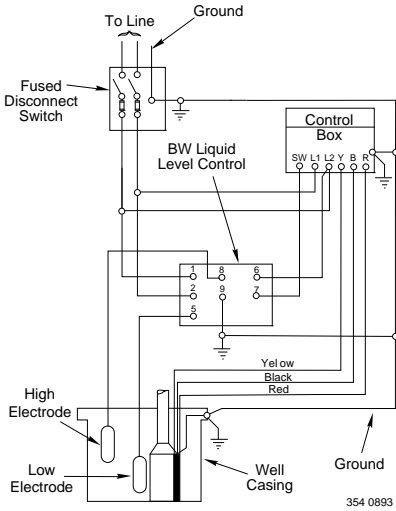 To Line
Ground
Fused
Disconnect
Switch
Control
Box
BW Liquid
Level Control
SW L1 L2 Y B R
1 8 6
2 9 7
5
Yel ow
Black
Red
High
Electrode
Low
Electrode
Well
Casing
Ground
354 0893